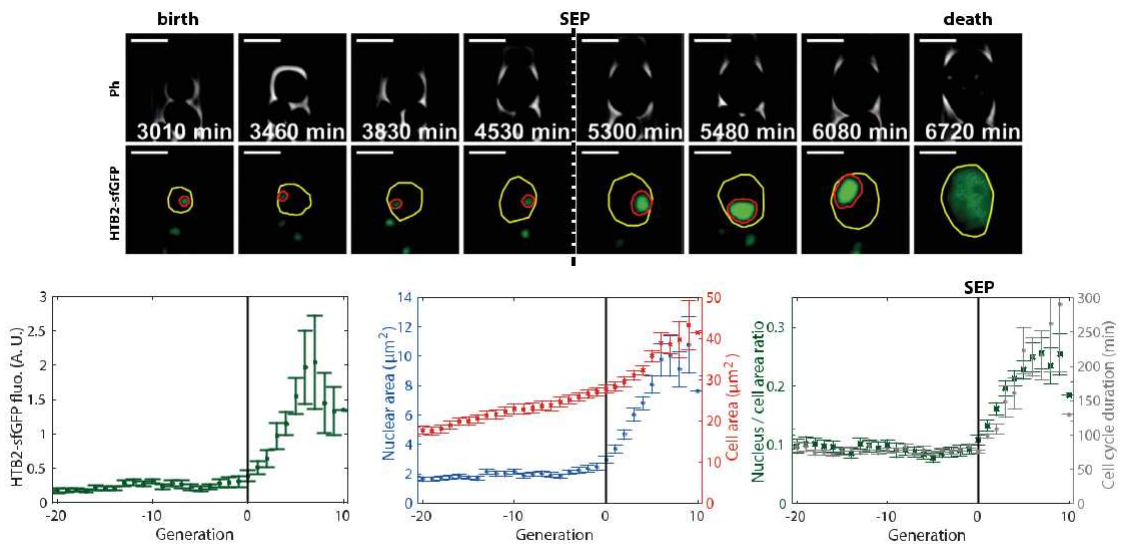 birth SEP death
Ph
3010 min 3460 min 3830 min 4530 min 5300 min 5480 min 6080 min 6720 min
HTB2-sfGFP
HTB2-sfGFP fluo. (A. U.)
3
2.5
2
1.5
1
0.5
0
-20 -10 0 10
Generation
Nuclear area (μm²)
14
12
10
8
6
4
2
0
-20 -10 0 10
Generation
50
40
30
20
10
0
Cell area (μm²)
SEP
Nucleus / cell area ratio
0.3
0.2
0.1
0
-20 -10 0 10
Generation
300
250
200
150
100
50
0
Cell cycle duration (min)